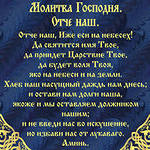 Молитва Господня.
Отче наш.
Отче наш, Иже еси на небесех!
Да святится имя Твое,
да приидет Царствие Твое,
да будет воля Твоя,
яко на небеси и на земли.
Хлеб наш насущный даждь нам днесь;
и остави нам долги наша,
якоже и мы оставляем должником
нашим;
и не введи нас во искушение,
но избави нас от лукаваго.
Аминь.